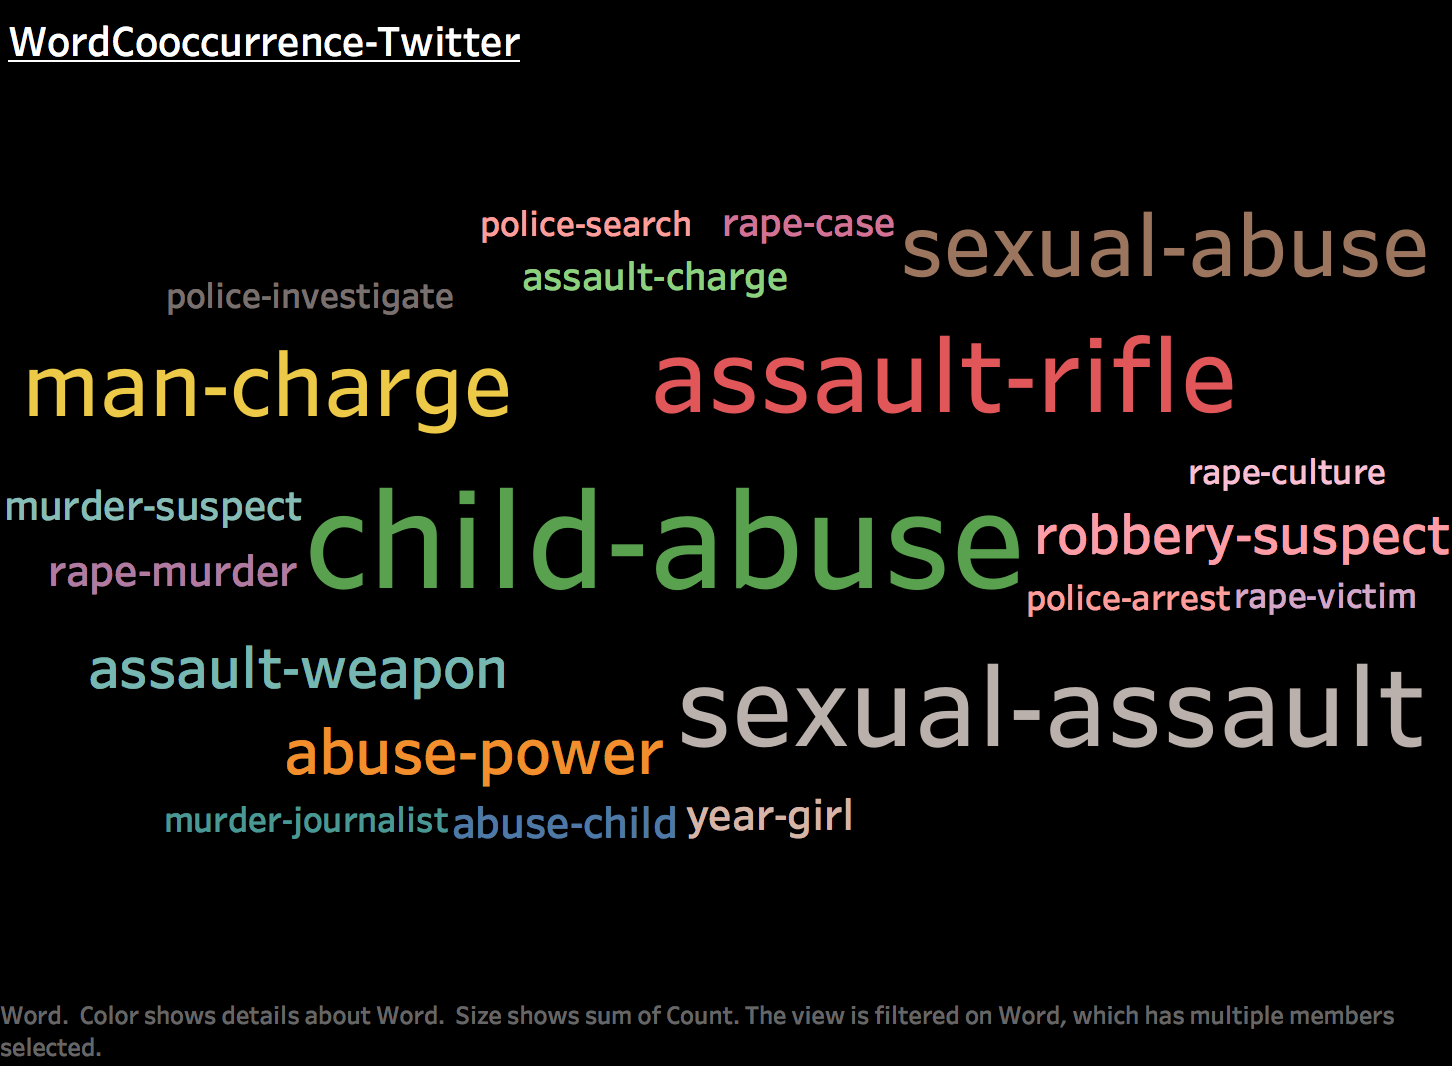 WordCooccurrence-Twitter
police-search rape-case
sexual-abuse
assault-charge
police-investigate
man-charge
assault-rifle
rape-culture
murder-suspect
child-abuse
robbery-suspect
rape-murder
police-arrest rape-victim
assault-weapon
sexual-assault
abuse-power
murder-journalist abuse-child year-girl
Word.  Color shows details about Word.  Size shows sum of Count. The view is filtered on Word, which has multiple members
selected.